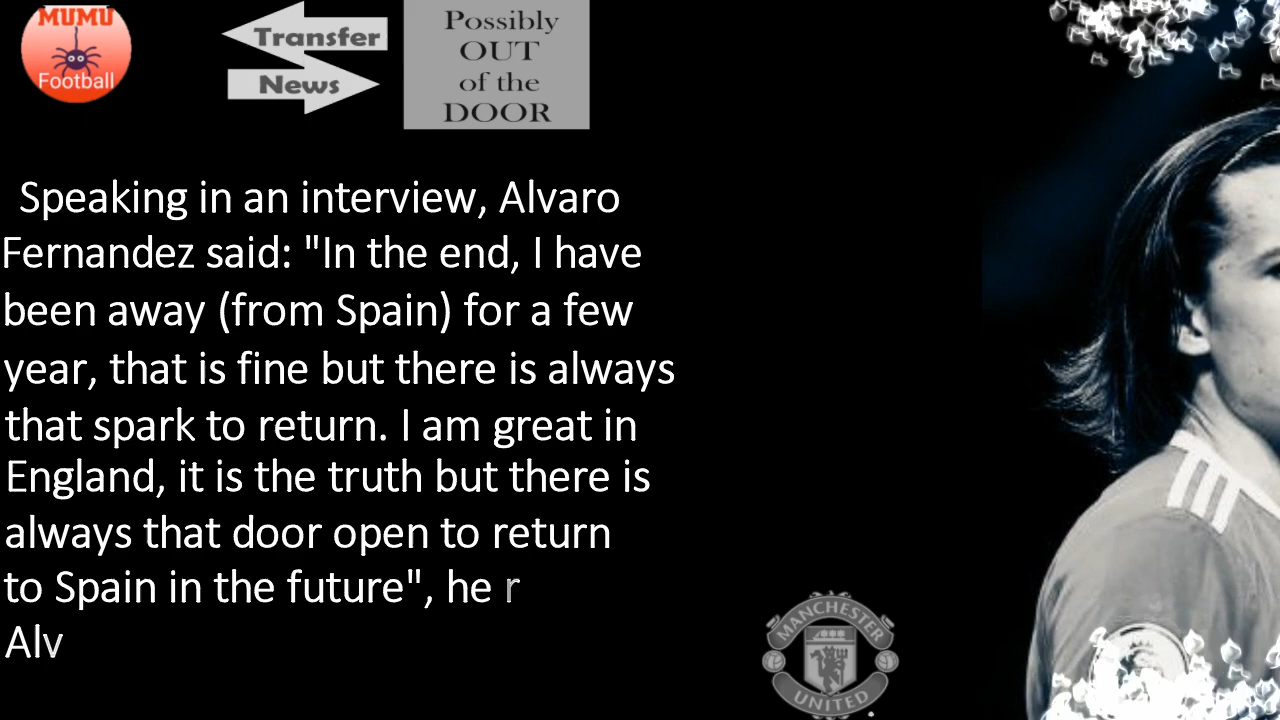 MUMU
Football
Transfer
News
Possibly
OUT
of the
DOOR
Speaking in an interview, Alvaro
Fernandez said: "In the end, I have
been away (from Spain) for a few
year, that is fine but there is always
that spark to return. I am great in
England, it is the truth but there is
always that door open to return
to Spain in the future", he r
Alv
MANCHESTER
UNITED